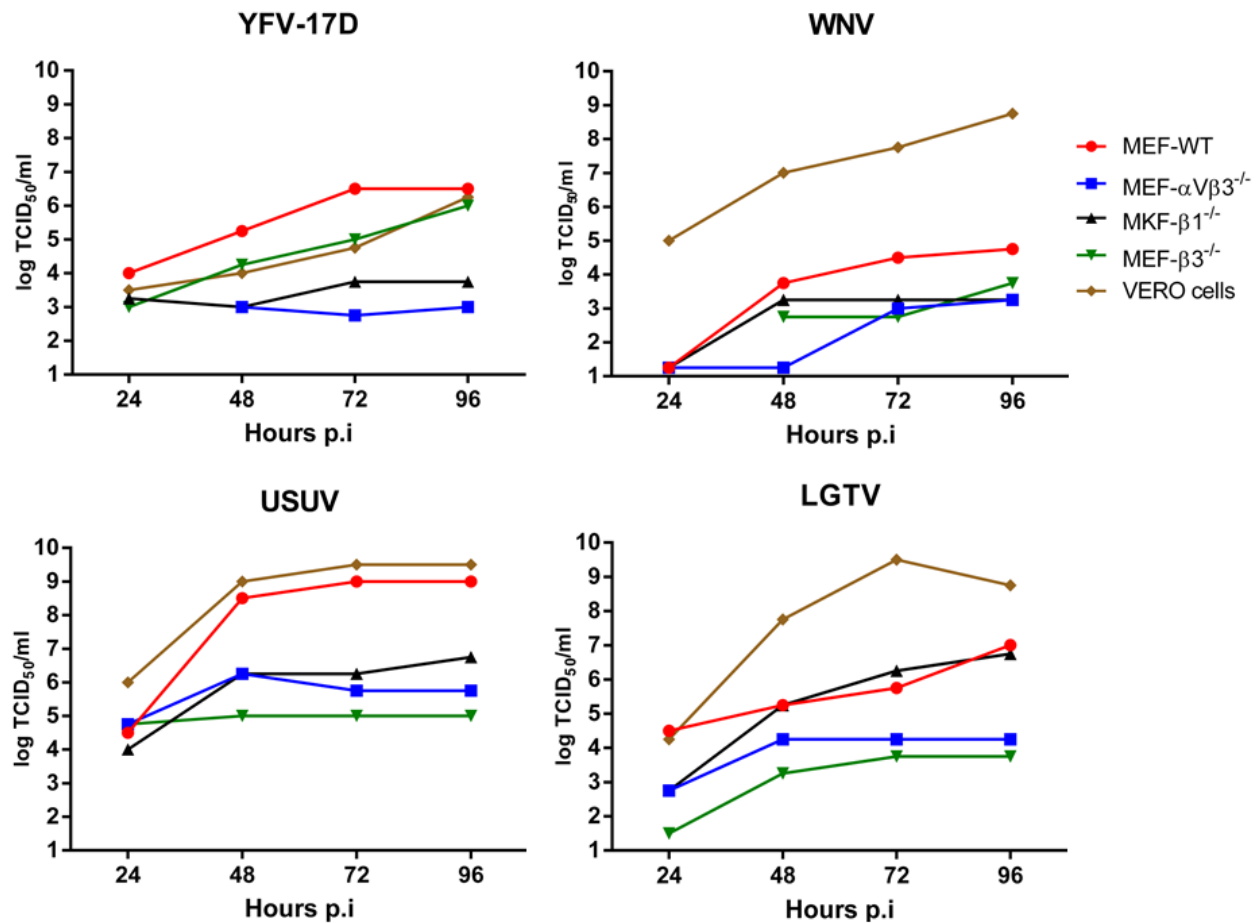 YFV-17D
log TCID50/ml
10
9
8
7
6
5
4
3
2
1
24 48 72 96
Hours p.i
WNV
log TCID50/ml
10
9
8
7
6
5
4
3
2
1
24 48 72 96
Hours p.i
MEF-WT
MEF-αVβ3-/-
MKF-β1-/-
MEF-β3-/-
VERO cells
USUV
log TCID50/ml
10
9
8
7
6
5
4
3
2
1
24 48 72 96
Hours p.i
LGTV
log TCID50/ml
10
9
8
7
6
5
4
3
2
1
24 48 72 96
Hours p.i